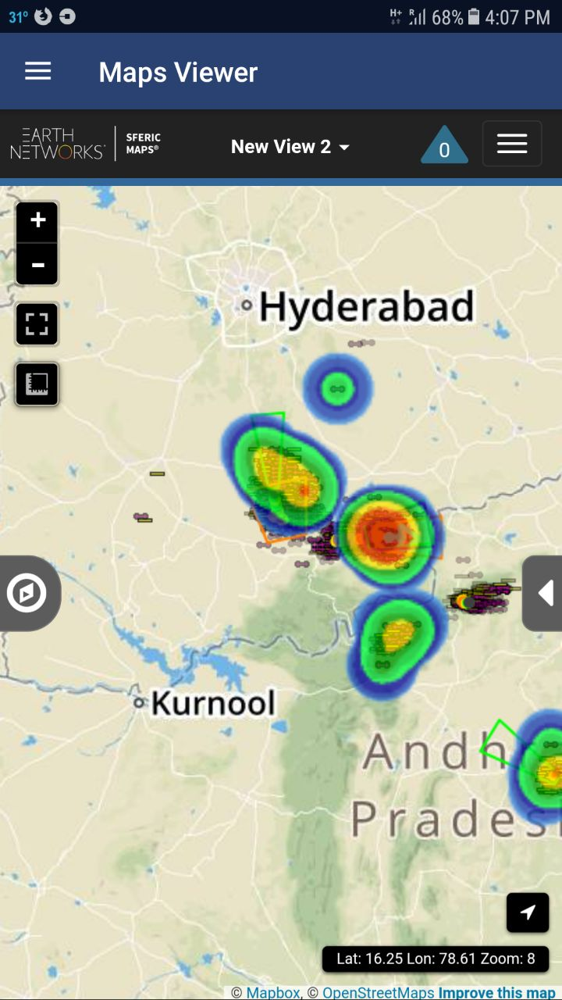 31°
H+ R 68% 4:07 PM
Maps Viewer
EARTH NETWORKS
SFERIC MAPS®
New View 2
0
+
-
Hyderabad
Kurnool
Andh
Prades
Lat: 16.25 Lon: 78.61 Zoom: 8
© Mapbox, © OpenStreetMaps Improve this map